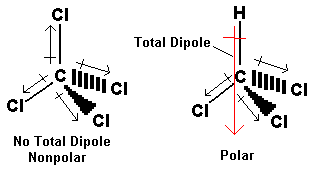 Cl
C
Cl
Cl
Cl
No Total Dipole
Nonpolar
H
Total Dipole
C
Cl
Cl
Cl
Polar